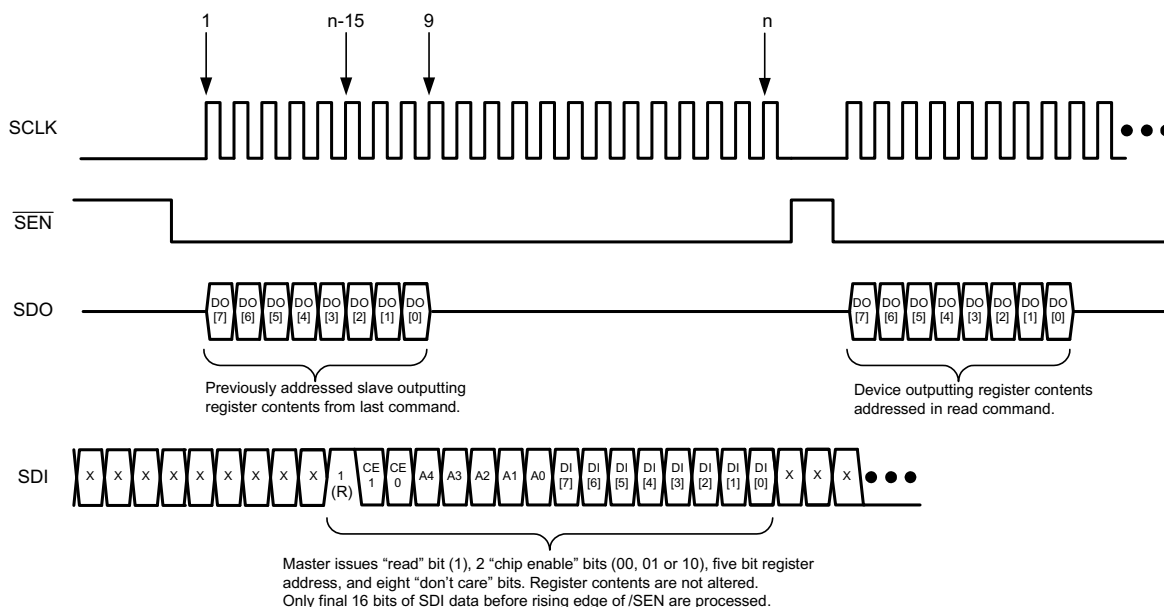 1 n-15 9 n
SCLK
SEN
SDO
DO [7] DO [6] DO [5] DO [4] DO [3] DO [2] DO [1] DO [0] DO [7] DO [6] DO [5] DO [4] DO [3] DO [2] DO [1] DO [0]
Previously addressed slave outputting
register contents from last command.
Device outputting register contents
addressed in read command.
SDI
X X X X X X X X X 1 (R) CE 1 CE 0 A4 A3 A2 A1 A0 DI [7] DI [6] DI [5] DI [4] DI [3] DI [2] DI [1] DI [0] X X X
Master issues “read” bit (1), 2 “chip enable” bits (00, 01 or 10), five bit register
address, and eight “don’t care” bits. Register contents are not altered.
Only final 16 bits of SDI data before rising edge of /SEN are processed.